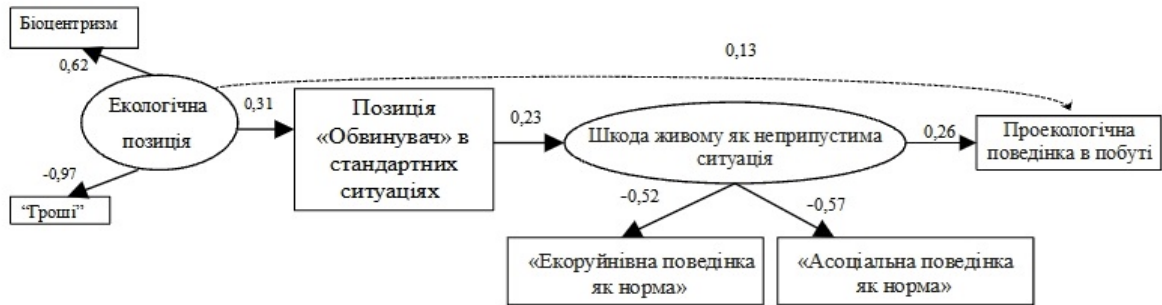 Біоцентризм
0,62
0,13
Екологічна
позиція
0,31
Позиція
«Обвинувач» в
стандартних
ситуаціях
0,23
Шкода живому як неприпустима
ситуація
0,26
Проекологічна
поведінка в побуті
-0,97
“Гроші”
-0,52
-0,57
«Екоруйнівна поведінка
як норма»
«Асоціальна поведінка
як норма»